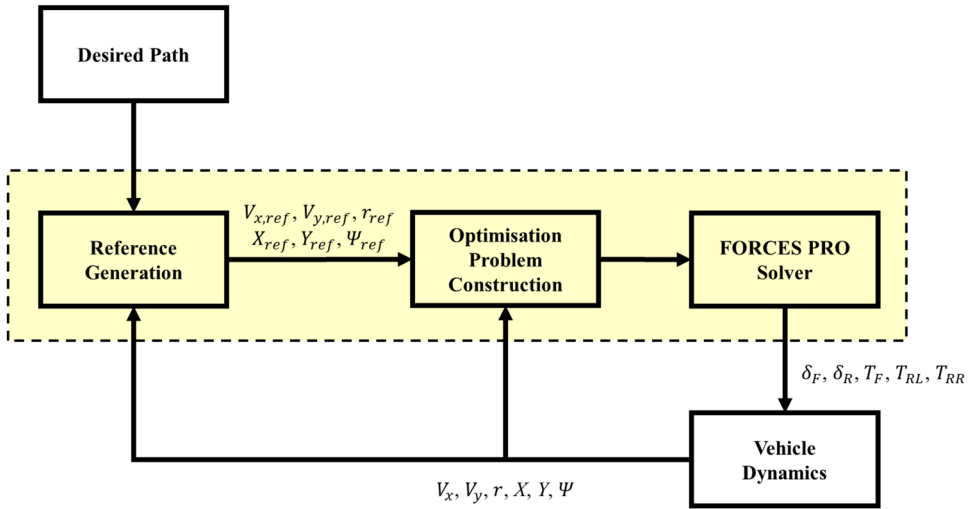 Desired Path
Reference
Generation
V_{x,ref}, V_{y,ref}, r_{ref}
X_{ref}, Y_{ref}, Ψ_{ref}
Optimisation
Problem
Construction
FORCES PRO
Solver
δ_F, δ_R, T_F, T_{RL}, T_{RR}
Vehicle
Dynamics
V_x, V_y, r, X, Y, Ψ